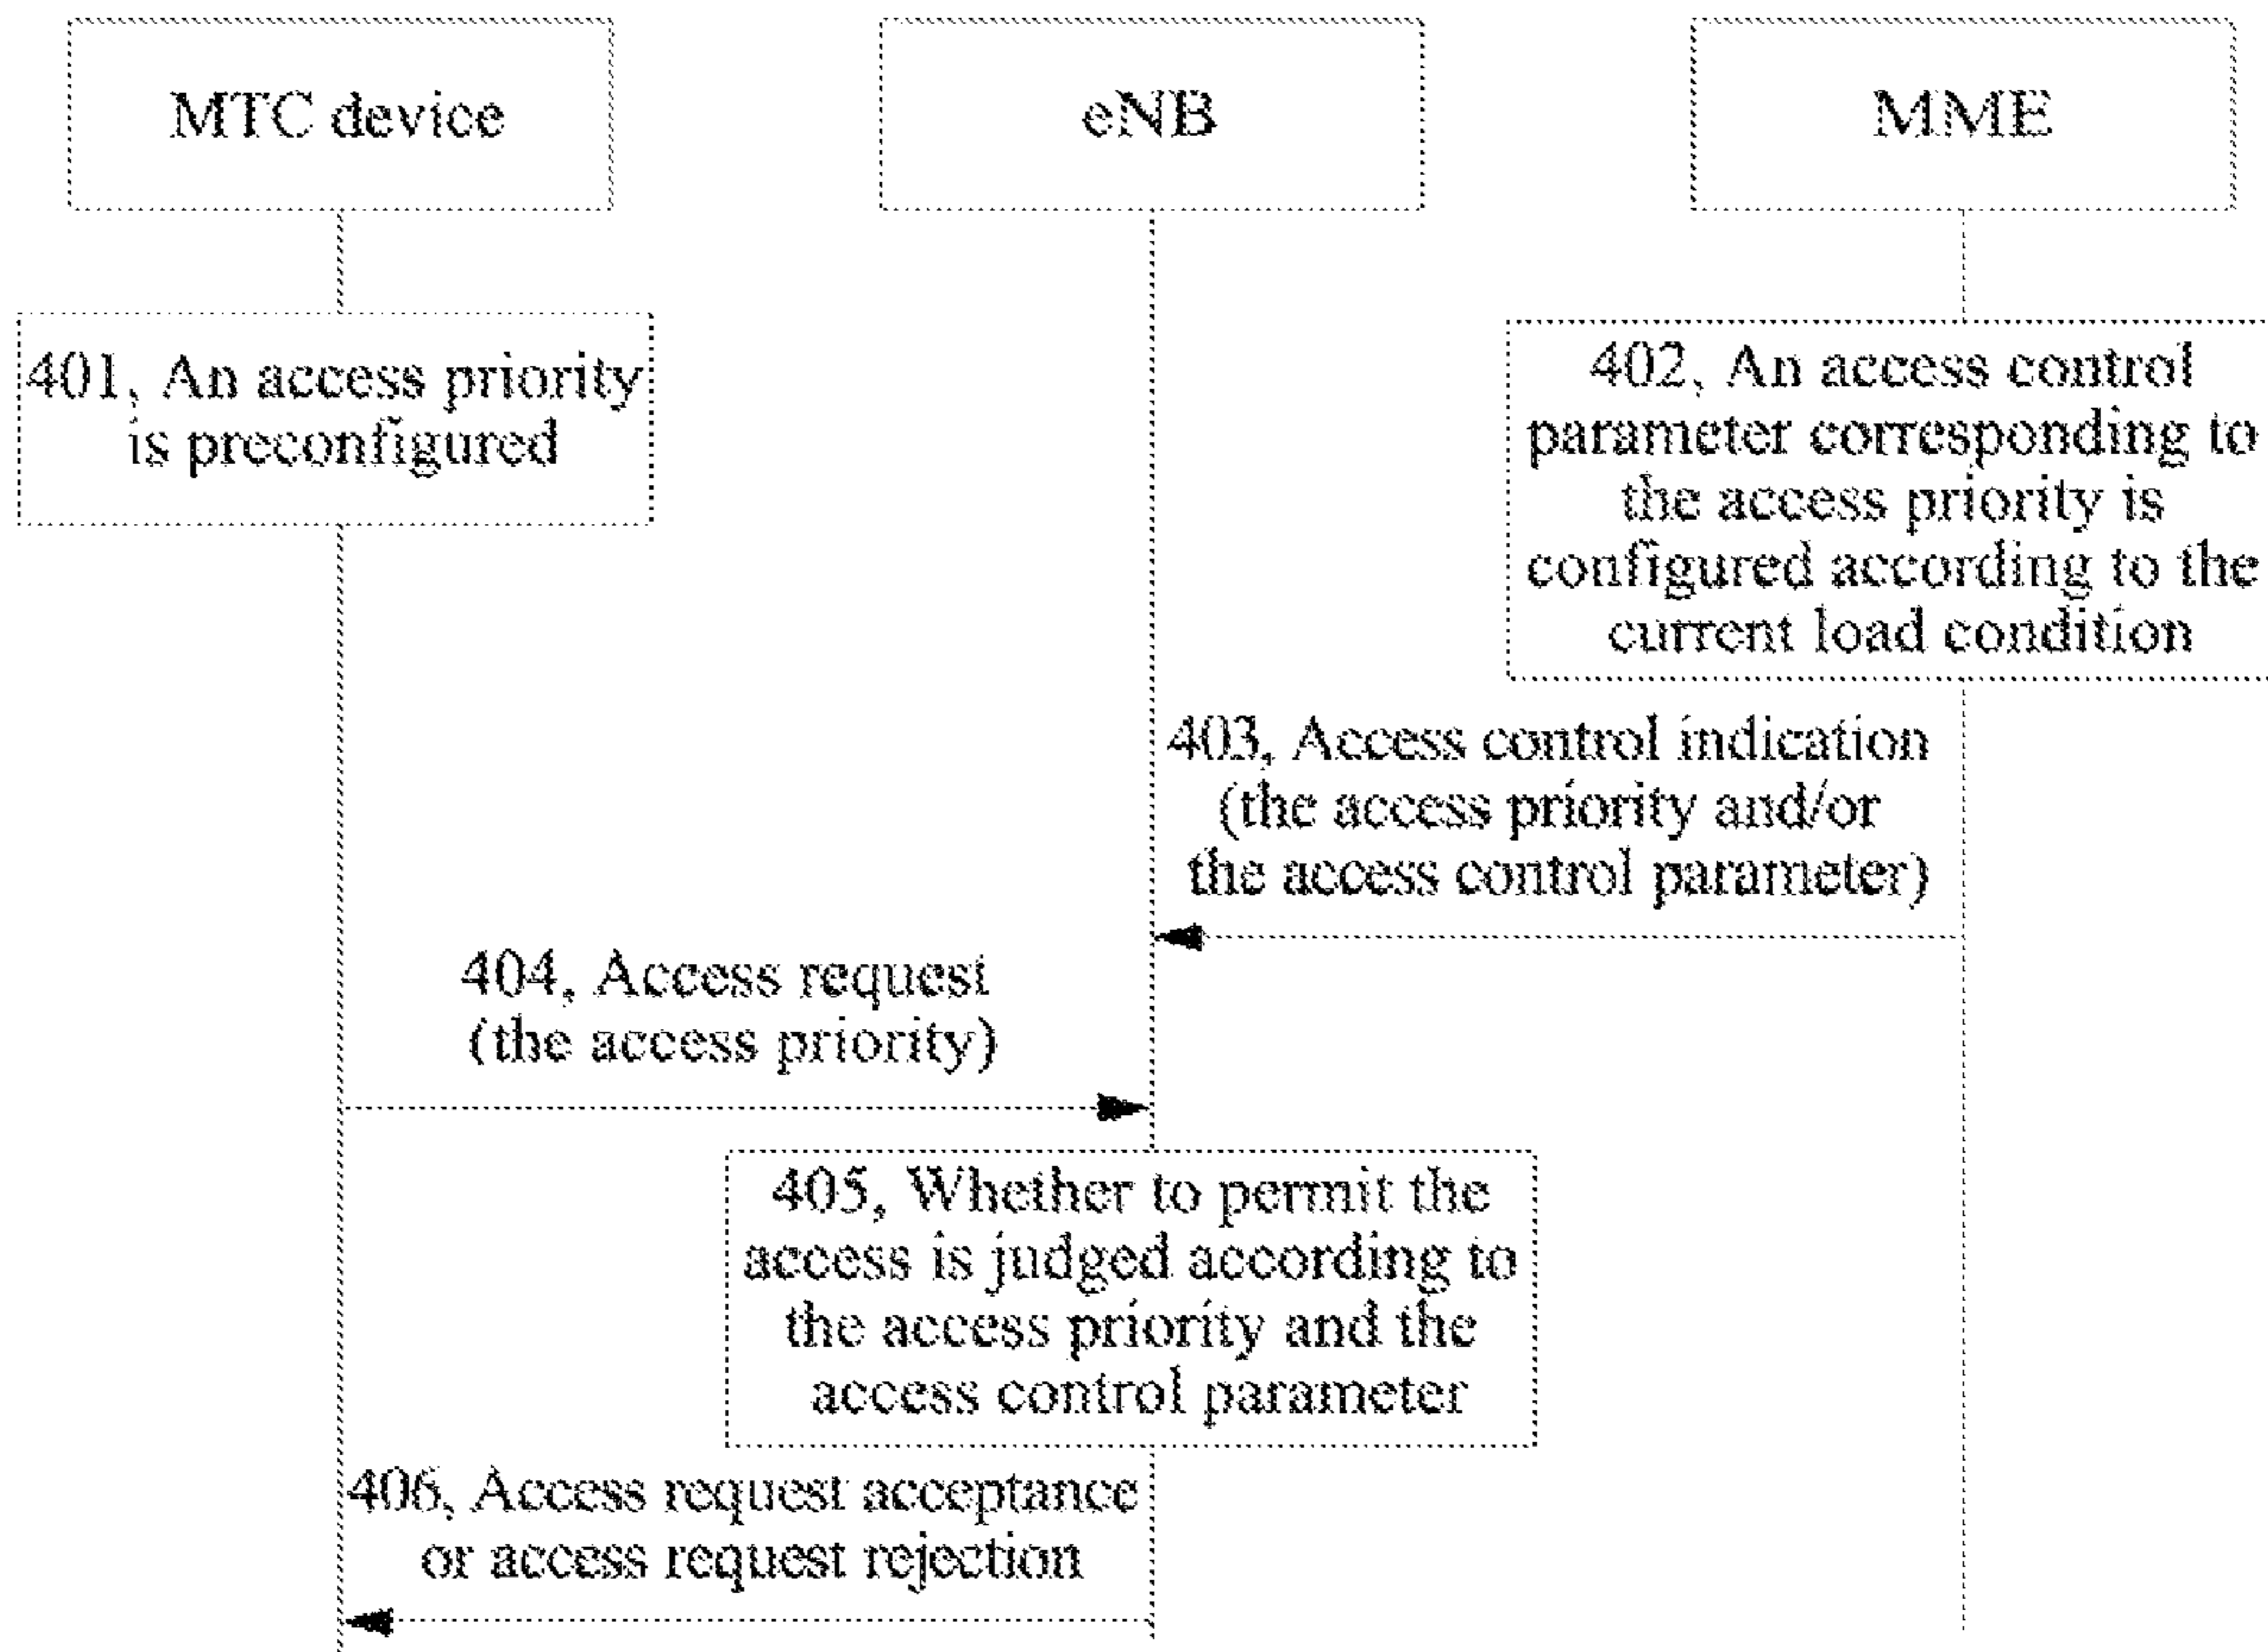 MTC device
eNB
MME
401, An access priority
is preconfigured
402, An access control
parameter corresponding to
the access priority is
configured according to the
current load condition
403, Access control indication
(the access priority and/or
the access control parameter)
404, Access request
(the access priority)
405, Whether to permit the
access is judged according to
the access priority and the
access control parameter
406, Access request acceptance
or access request rejection